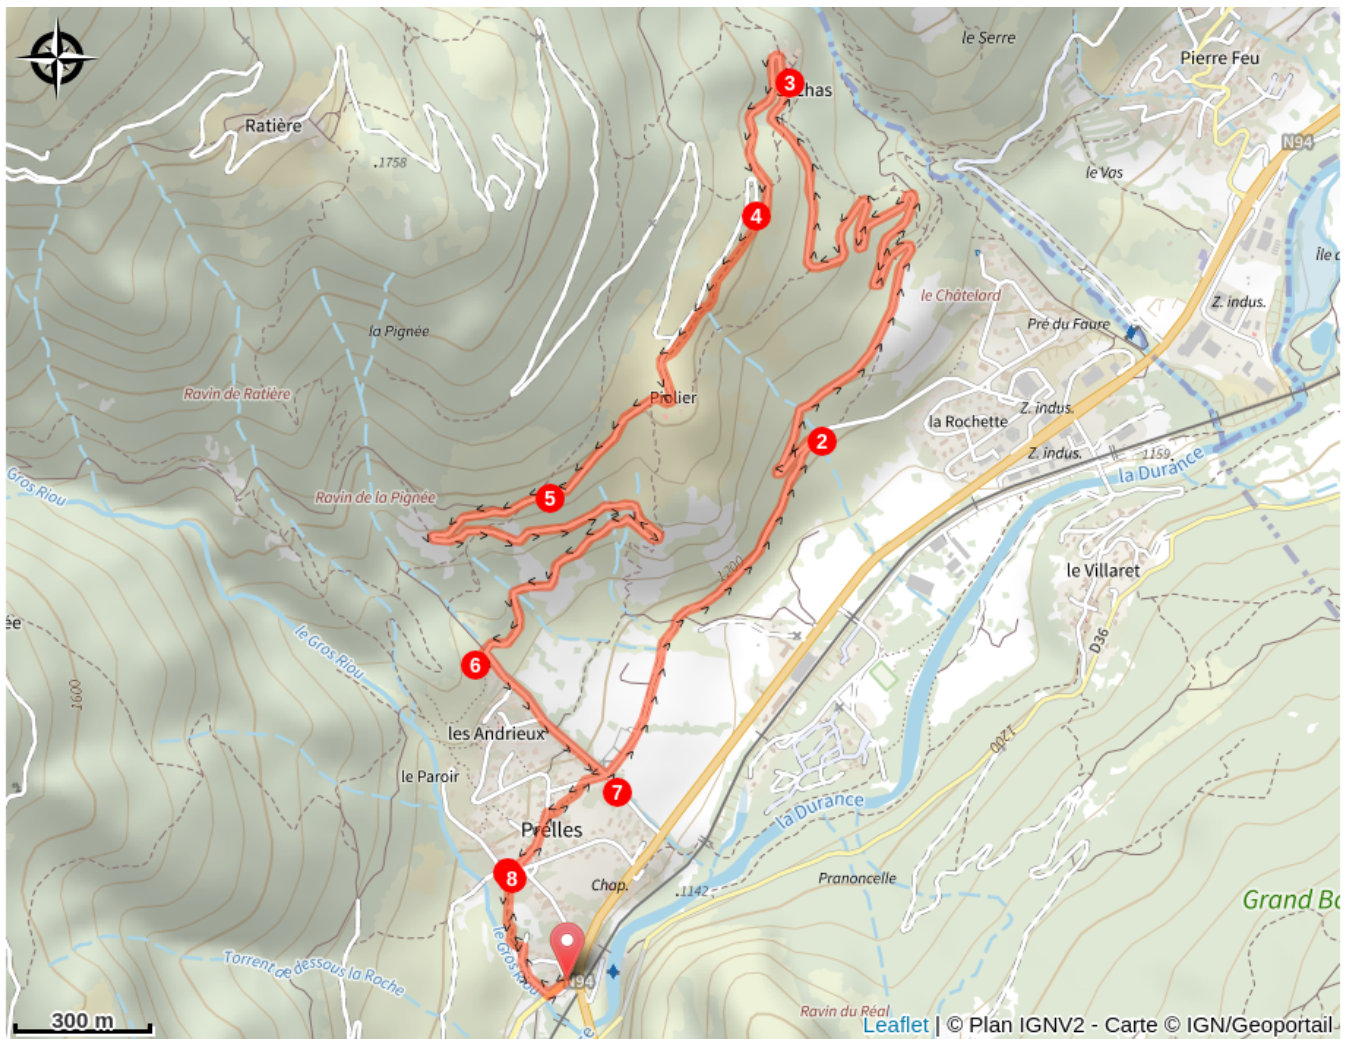 le Serre
Pierre Feu
3
Ratière
.1758
N94
le Vas
4
Île
le Châtelard
Z. indus.
Pré du Faure
la Pignée
Ravin de Ratière
Piolier
la Rochette
Z. indus.
2
Z. indus.
.1159
la Durance
Gros Riou
Ravin de la Pignée
5
1200
le Villaret
le Gros Riou
D36
6
1600
les Andrieux
1200
le Paroir
7
la Durance
Prelles
8
Chap.
.1142
Pranoncelle
Grand
le Gros Riou
Torrent de dessous la Roche
N94
Ravin du Réal
300 m
Leaflet | © Plan IGNV2 - Carte © IGN/Geoportail